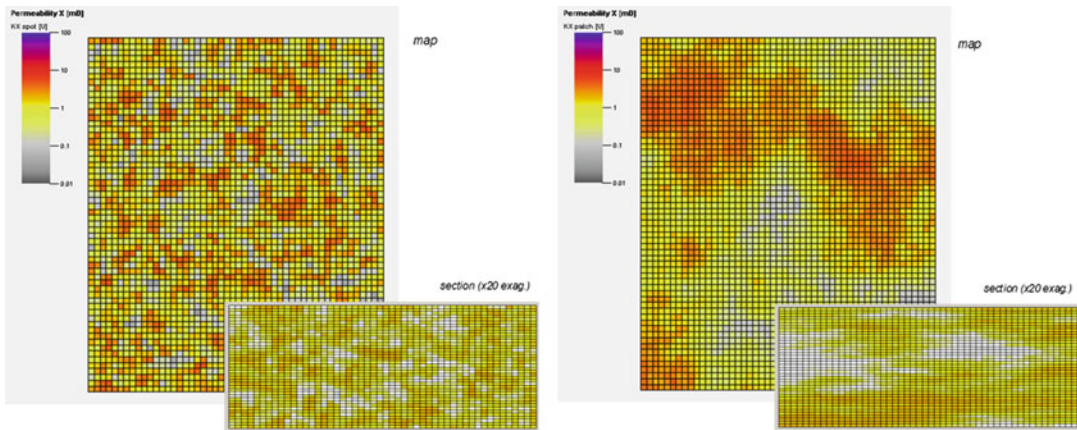 Permeability X [mD]
KX spot [U]
100
10
1
0.1
0.01
map
section (x20 exag.)
Permeability X [mD]
KX patch [U]
100
10
1
0.1
0.01
map
section (x20 exag.)